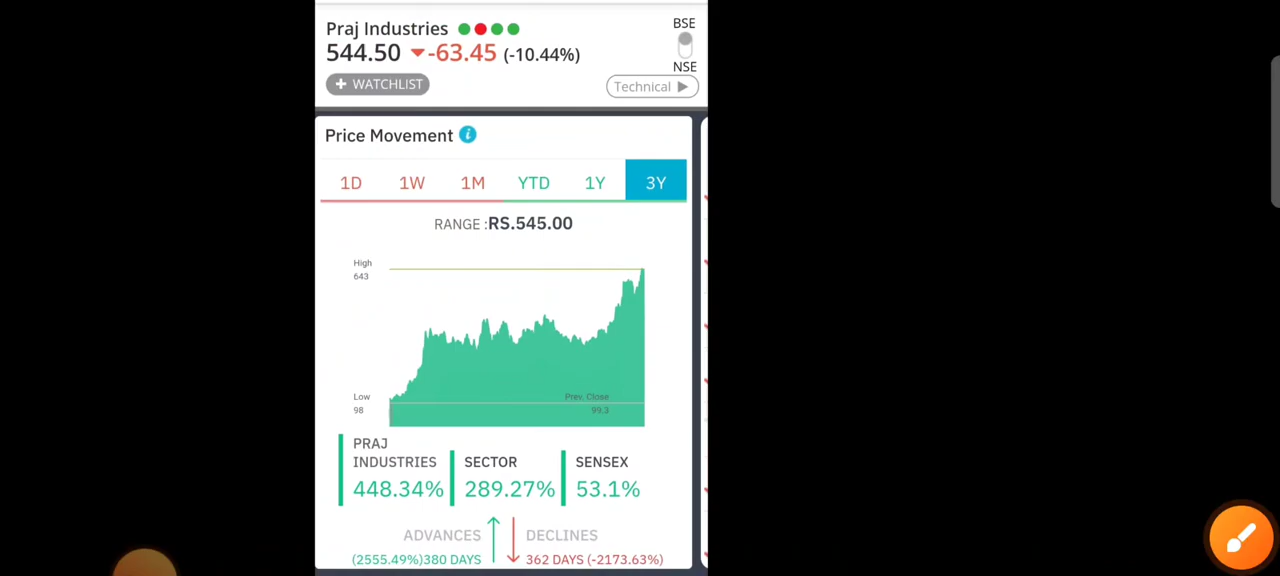 Praj Industries
544.50 -63.45 (-10.44%)
BSE
NSE
+ WATCHLIST
Technical
Price Movement i
1D 1W 1M YTD 1Y 3Y
RANGE :RS.545.00
High
643
Low
98
Prev. Close
99.3
PRAJ
INDUSTRIES
448.34%
SECTOR
289.27%
SENSEX
53.1%
ADVANCES
(2555.49%)380 DAYS
DECLINES
362 DAYS (-2173.63%)